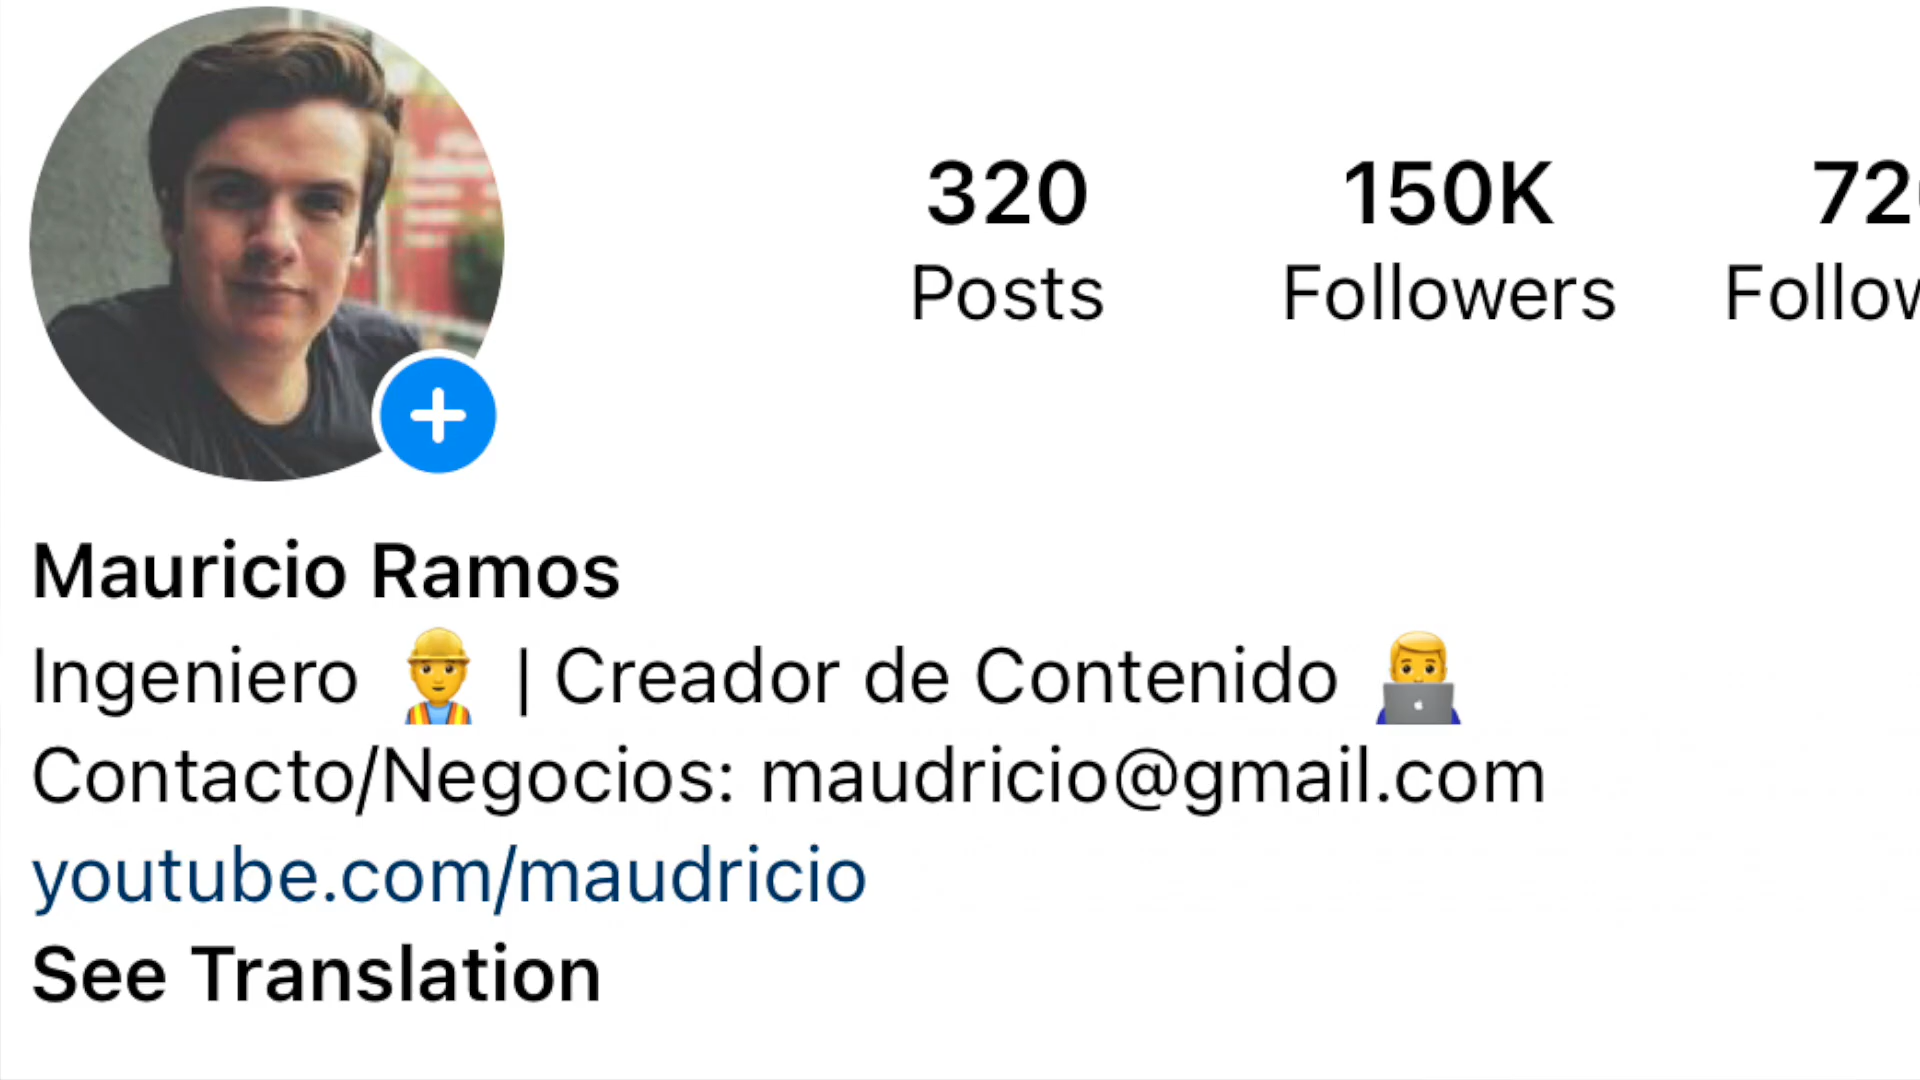 320 150K
Posts Followers
Mauricio Ramos
Ingeniero 👷‍♂️ | Creador de Contenido 👨‍💻
Contacto/Negocios: maudricio@gmail.com
youtube.com/maudricio
See Translation